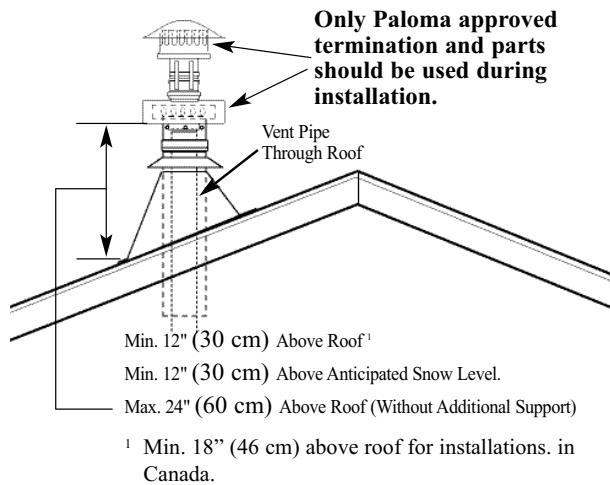 Only Paloma approved
termination and parts
should be used during
installation.
Vent Pipe
Through Roof
Min. 12" (30 cm) Above Roof ¹
Min. 12" (30 cm) Above Anticipated Snow Level.
Max. 24" (60 cm) Above Roof (Without Additional Support)
¹ Min. 18” (46 cm) above roof for installations. in
Canada.